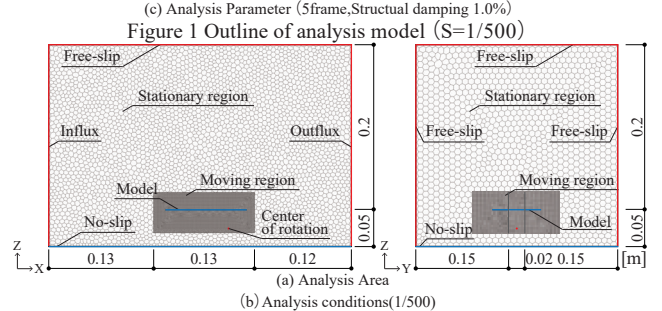 (c) Analysis Parameter (5frame,Structual damping 1.0%)
Figure 1 Outline of analysis model (S=1/500)
Free-slip
Stationary region
Influx
Outflux
Moving region
Model
No-slip
Center
of rotation
Z
X
0.13
0.13
0.12
0.2
0.05
Free-slip
Stationary region
Free-slip
Free-slip
Moving region
No-slip
Model
Z
Y
0.15
0.02
0.15
0.2
0.05
[m]
(a) Analysis Area
(b) Analysis conditions(1/500)